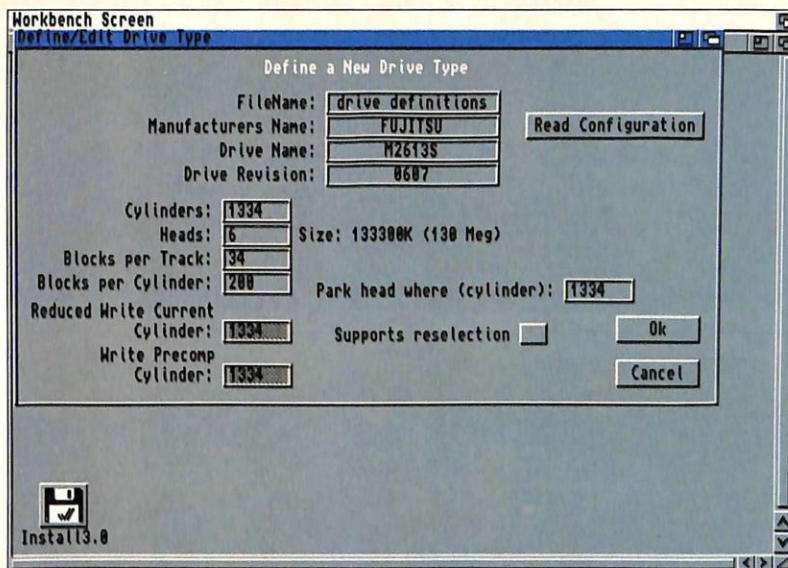 Workbench Screen
Define/Edit Drive Type
Define a New Drive Type
FileName: drive definitions
Manufacturers Name: FUJITSU
Read Configuration
Drive Name: M2613S
Drive Revision: 0607
Cylinders: 1334
Heads: 6 Size: 133300K (130 Meg)
Blocks per Track: 34
Blocks per Cylinder: 200
Park head where (cylinder): 1334
Reduced Write Current
Cylinder: 1334
Supports reselection
Ok
Write Precomp
Cylinder: 1334
Cancel
Install3.0